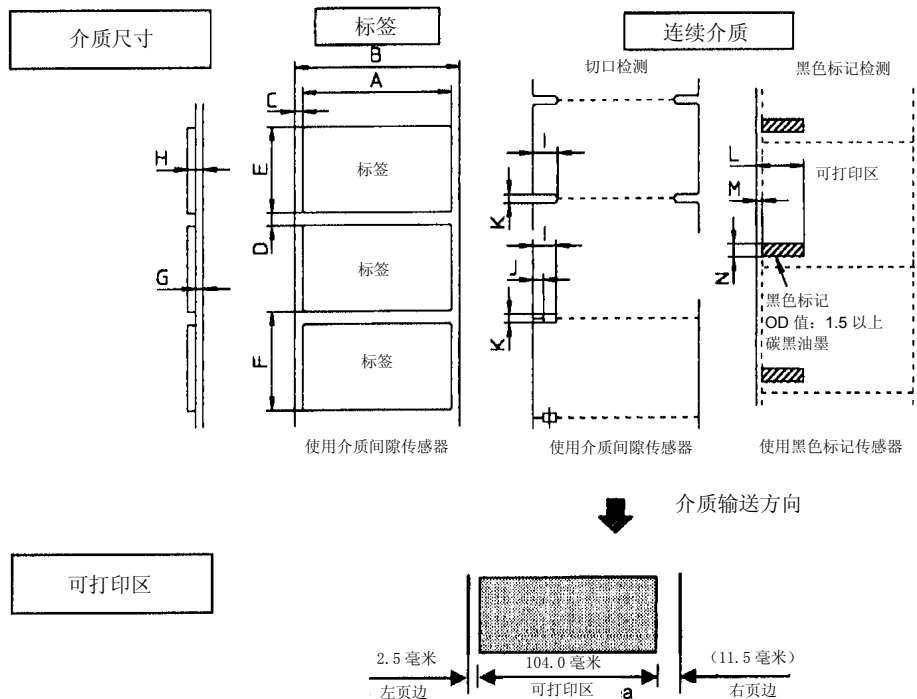 介质尺寸
标签
连续介质
切口检测
黑色标记检测
B
A
C
H
E
标签
I
L
可打印区
M
K
D
I
G
标签
J
N
黑色标记
OD 值：1.5 以上
碳黑油墨
K
F
标签
使用介质间隙传感器
使用介质间隙传感器
使用黑色标记传感器
介质输送方向
可打印区
2.5 毫米
104.0 毫米
(11.5 毫米)
左页边
可打印区
a
右页边